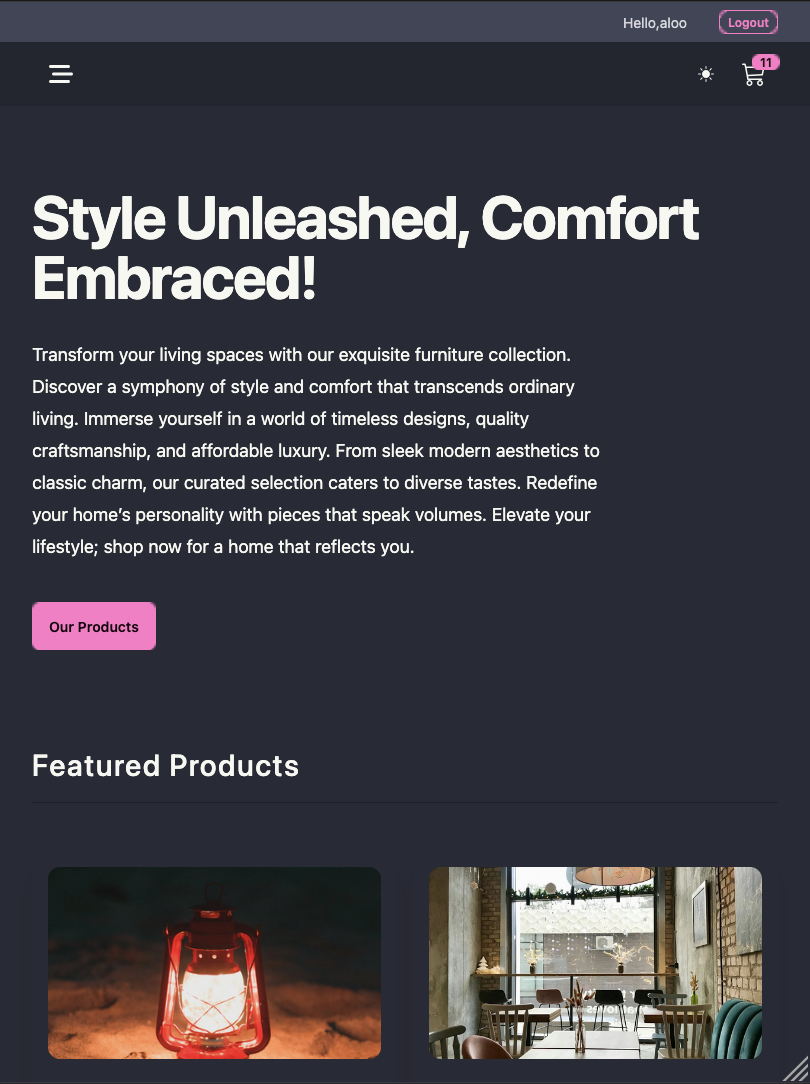 Hello,aloo
Logout
11
Style Unleashed, Comfort
Embraced!
Transform your living spaces with our exquisite furniture collection.
Discover a symphony of style and comfort that transcends ordinary
living. Immerse yourself in a world of timeless designs, quality
craftsmanship, and affordable luxury. From sleek modern aesthetics to
classic charm, our curated selection caters to diverse tastes. Redefine
your home’s personality with pieces that speak volumes. Elevate your
lifestyle; shop now for a home that reflects you.
Our Products
Featured Products